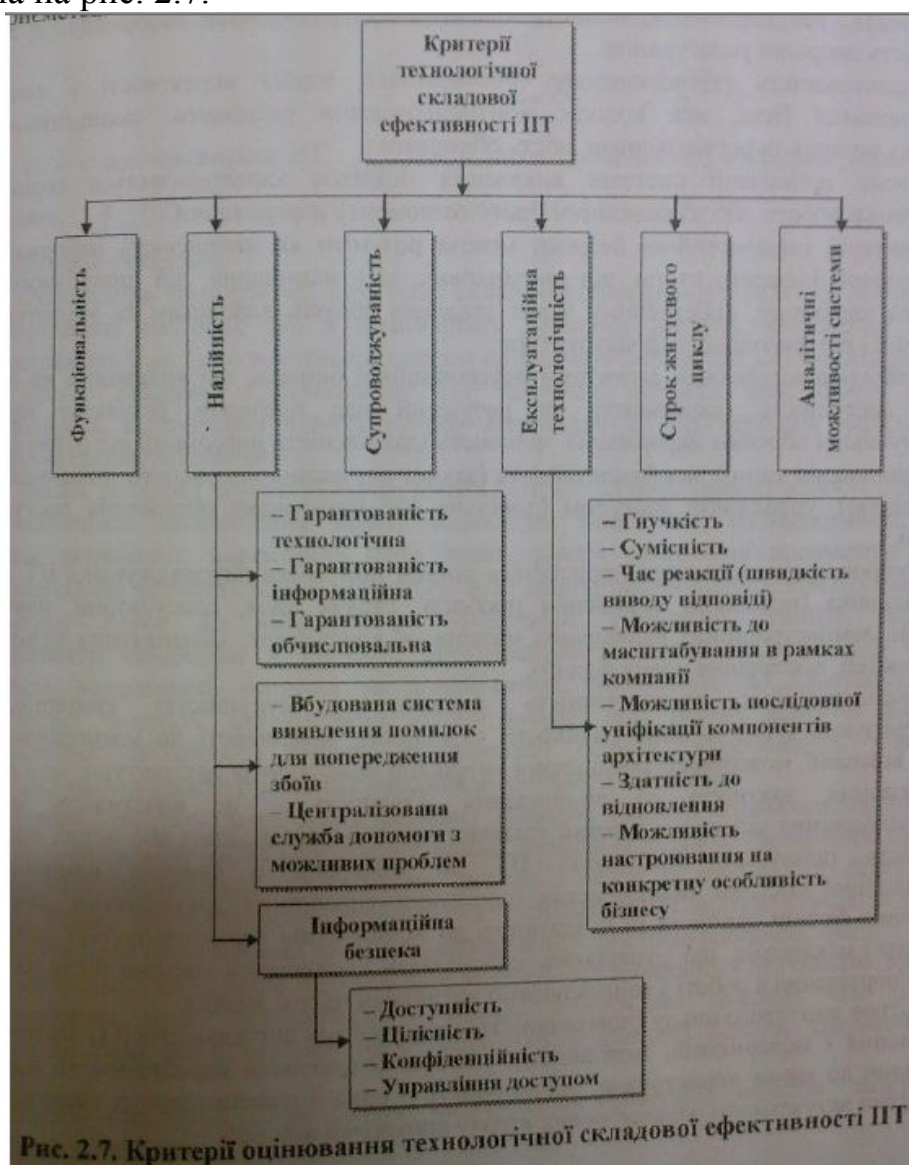 на на рис. 2.7.
Критерії
технологічної
складової
ефективності ІІТ
Функціональність
Надійність
Супроводжуваність
Експлуатаційна
технологічність
Строк життєвого
циклу
Аналітичні
можливості системи
– Гарантованість
технологічна
– Гарантованість
інформаційна
– Гарантованість
обчислювальна
– Вбудована система
виявлення помилок
для попередження
збоїв
– Централізована
служба допомоги з
можливих проблем
Інформаційна
безпека
– Доступність
– Цілісність
– Конфіденційність
– Управління доступом
– Гнучкість
– Сумісність
– Час реакції (швидкість
виводу відповіді)
– Можливість до
масштабування в рамках
компанії
– Можливість послідовної
уніфікації компонентів
архітектури
– Здатність до
відновлення
– Можливість
настроювання на
конкретну особливість
бізнесу
Рис. 2.7. Критерії оцінювання технологічної складової ефективності ІІТ